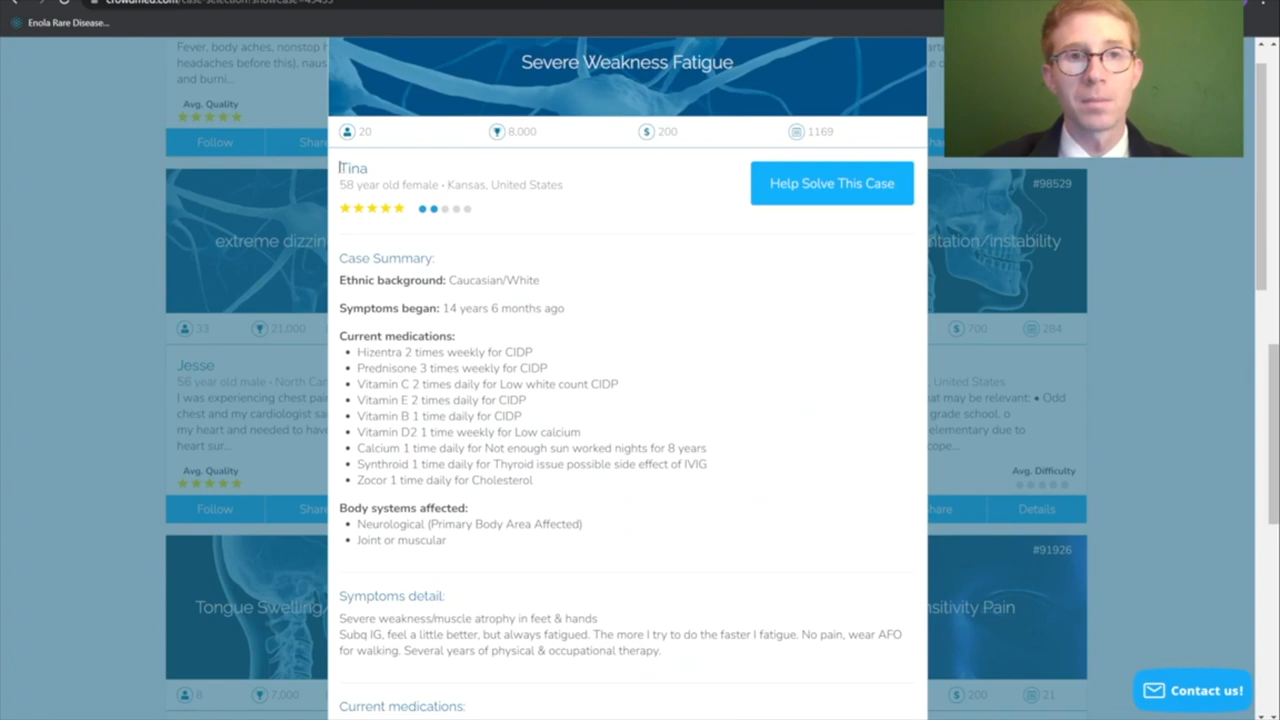 crowdmed.com/case-selection/showcase=
Enola Rare Disease...
Fever, body aches, nonstop h
headaches before this). naus
and burni...
Avg. Quality
Follow
Share
Severe Weakness Fatigue
20
8,000
200
1169
Tina
58 year old female • Kansas, United States
Help Solve This Case
Case Summary:
Ethnic background: Caucasian/White
Symptoms began: 14 years 6 months ago
Current medications:
• Hizentra 2 times weekly for CIDP
• Prednisone 3 times weekly for CIDP
• Vitamin C 2 times daily for Low white count CIDP
• Vitamin E 2 times daily for CIDP
• Vitamin B 1 time daily for CIDP
• Vitamin D2 1 time weekly for Low calcium
• Calcium 1 time daily for Not enough sun worked nights for 8 years
• Synthroid 1 time daily for Thyroid issue possible side effect of IVIG
• Zocor 1 time daily for Cholesterol
Body systems affected:
• Neurological (Primary Body Area Affected)
• Joint or muscular
Symptoms detail:
Severe weakness/muscle atrophy in feet & hands
Subq IG, feel a little better, but always fatigued. The more I try to do the faster I fatigue. No pain, wear AFO
for walking. Several years of physical & occupational therapy.
Current medications:
extreme dizzin
33
21,000
Jesse
56 year old male • North Car
I was experiencing chest pain
chest and my cardiologist sa
my heart and needed to have
heart sur...
Avg. Quality
Follow
Share
Tongue Swelling/
8
7,000
#98529
ntation/instability
700
284
, United States
at may be relevant: • Odd
grade school. o
elementary due to
cope...
Avg. Difficulty
hare
Details
#91926
nsitivity Pain
200
21
Contact us!